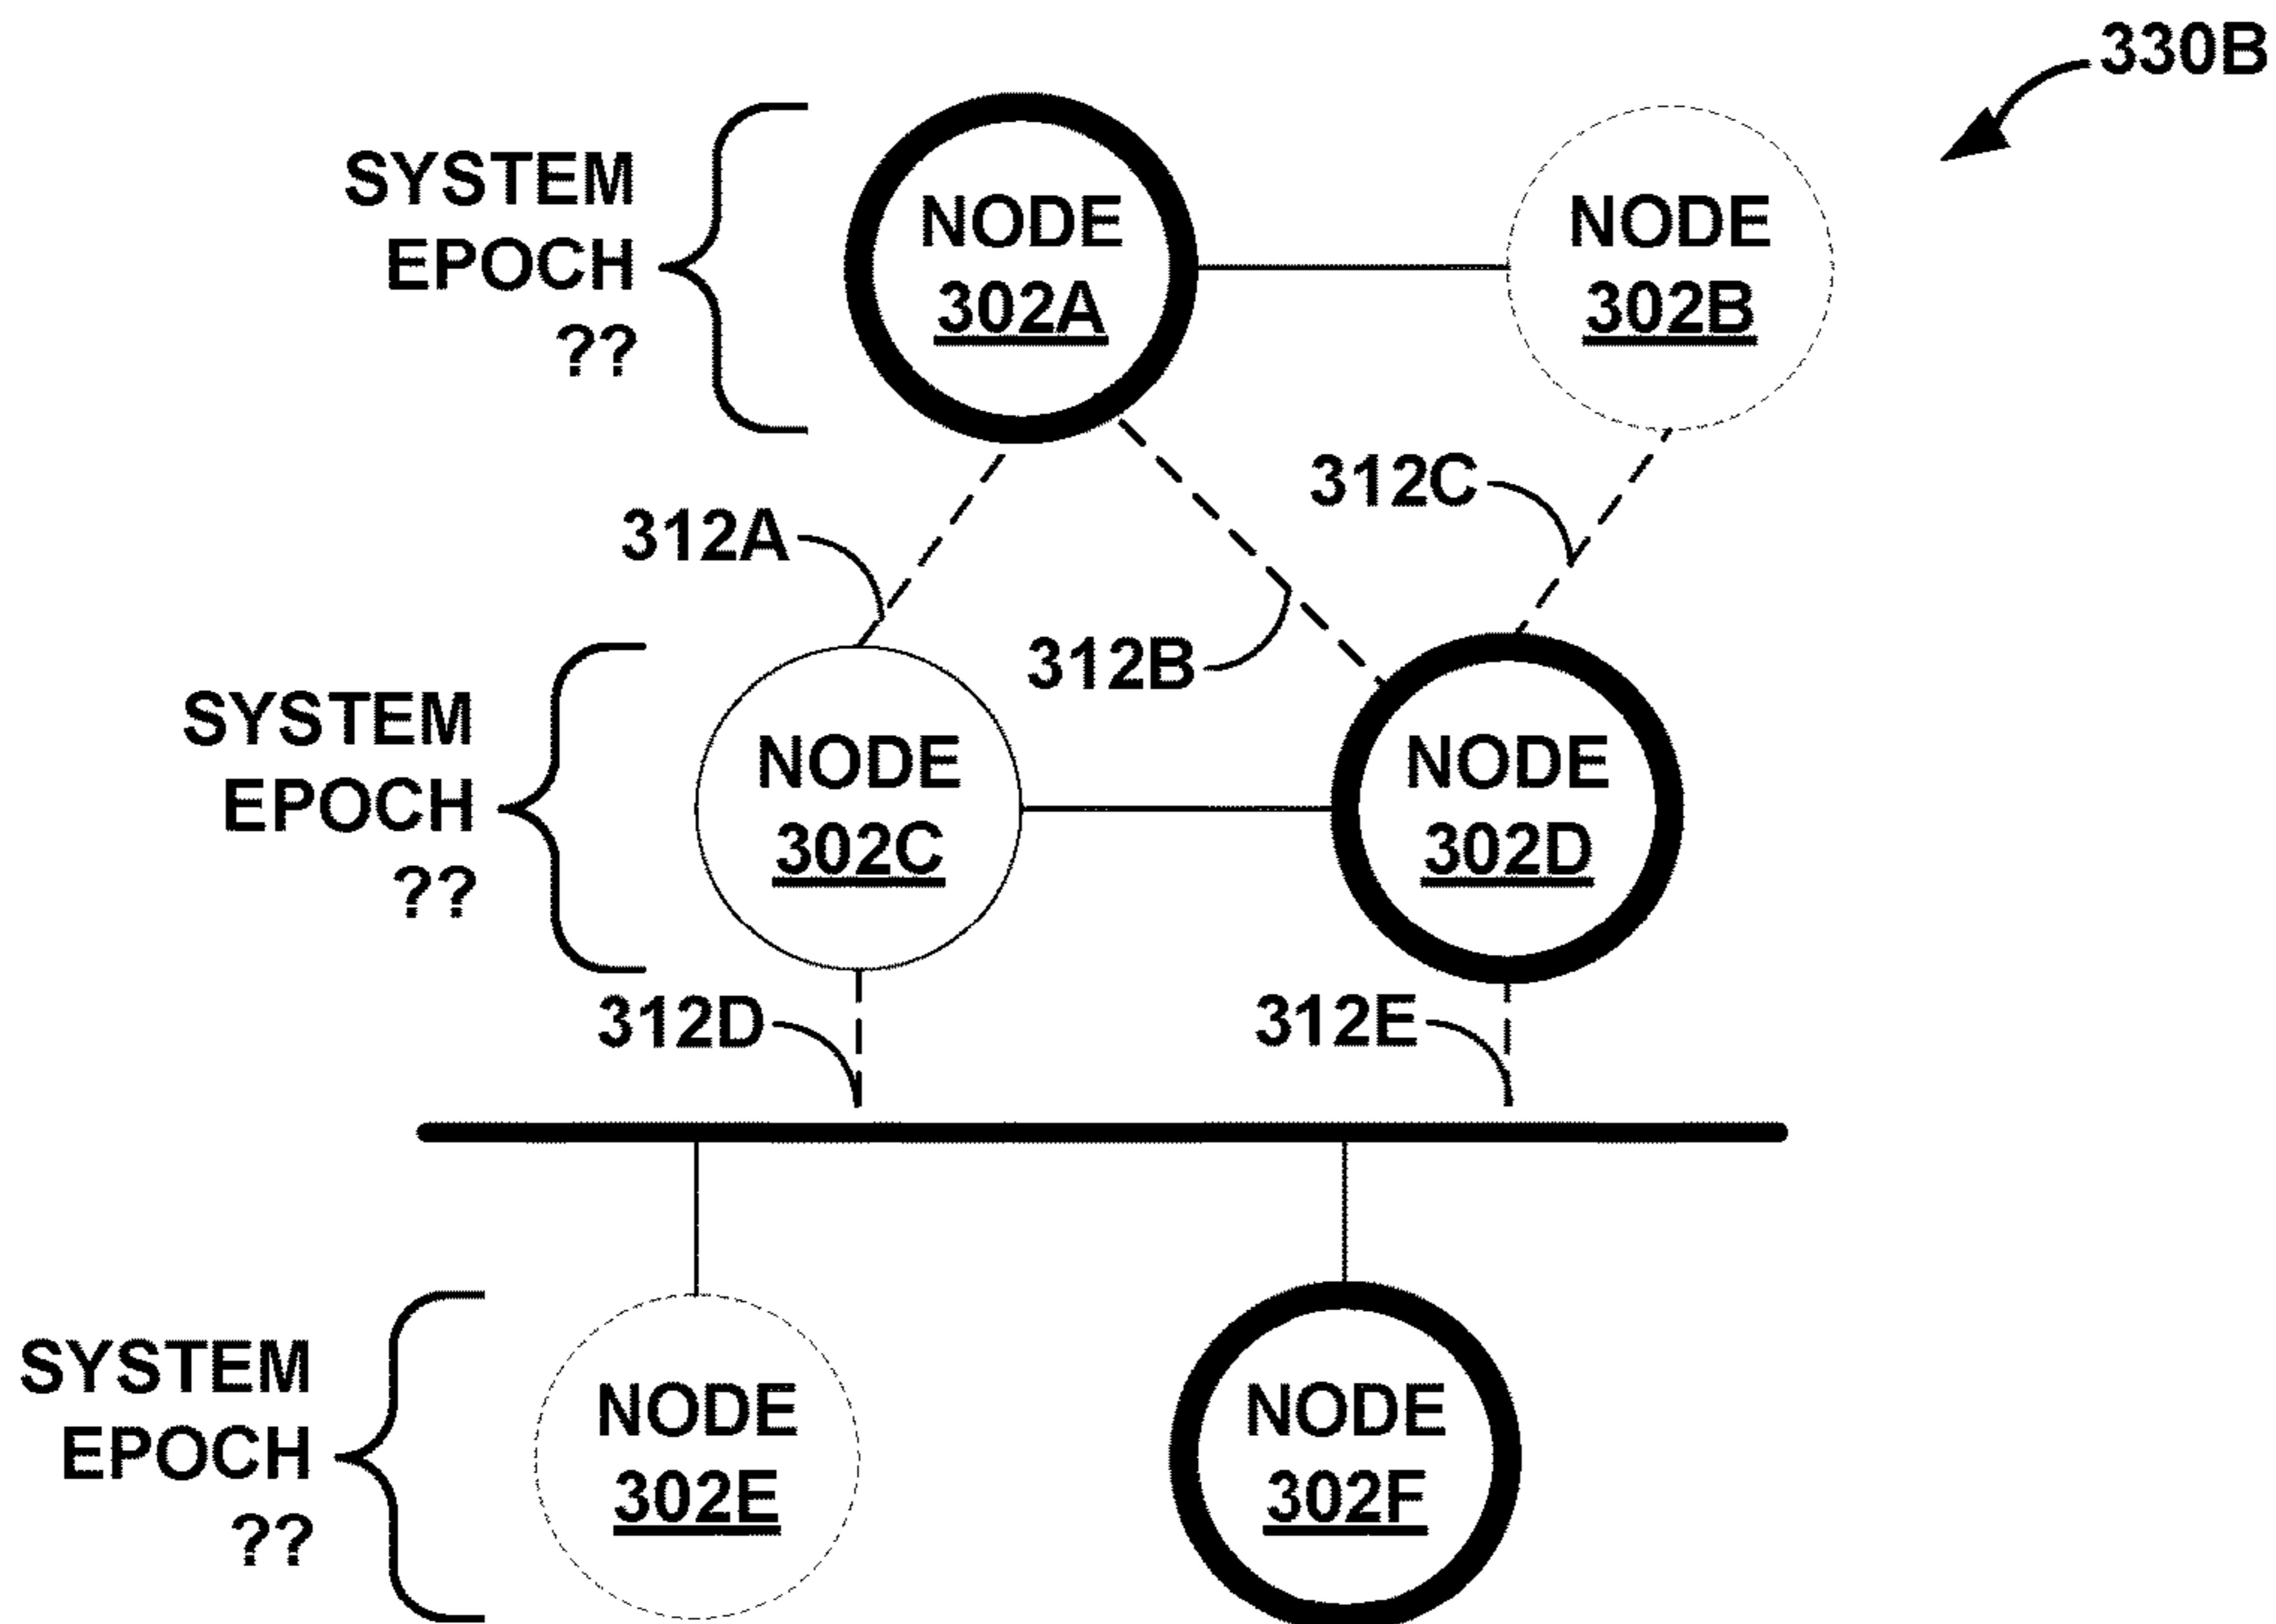 330B
SYSTEM
EPOCH
??
NODE
302A
NODE
302B
312C
312A
312B
SYSTEM
EPOCH
??
NODE
302C
NODE
302D
312D
312E
SYSTEM
EPOCH
??
NODE
302E
NODE
302F